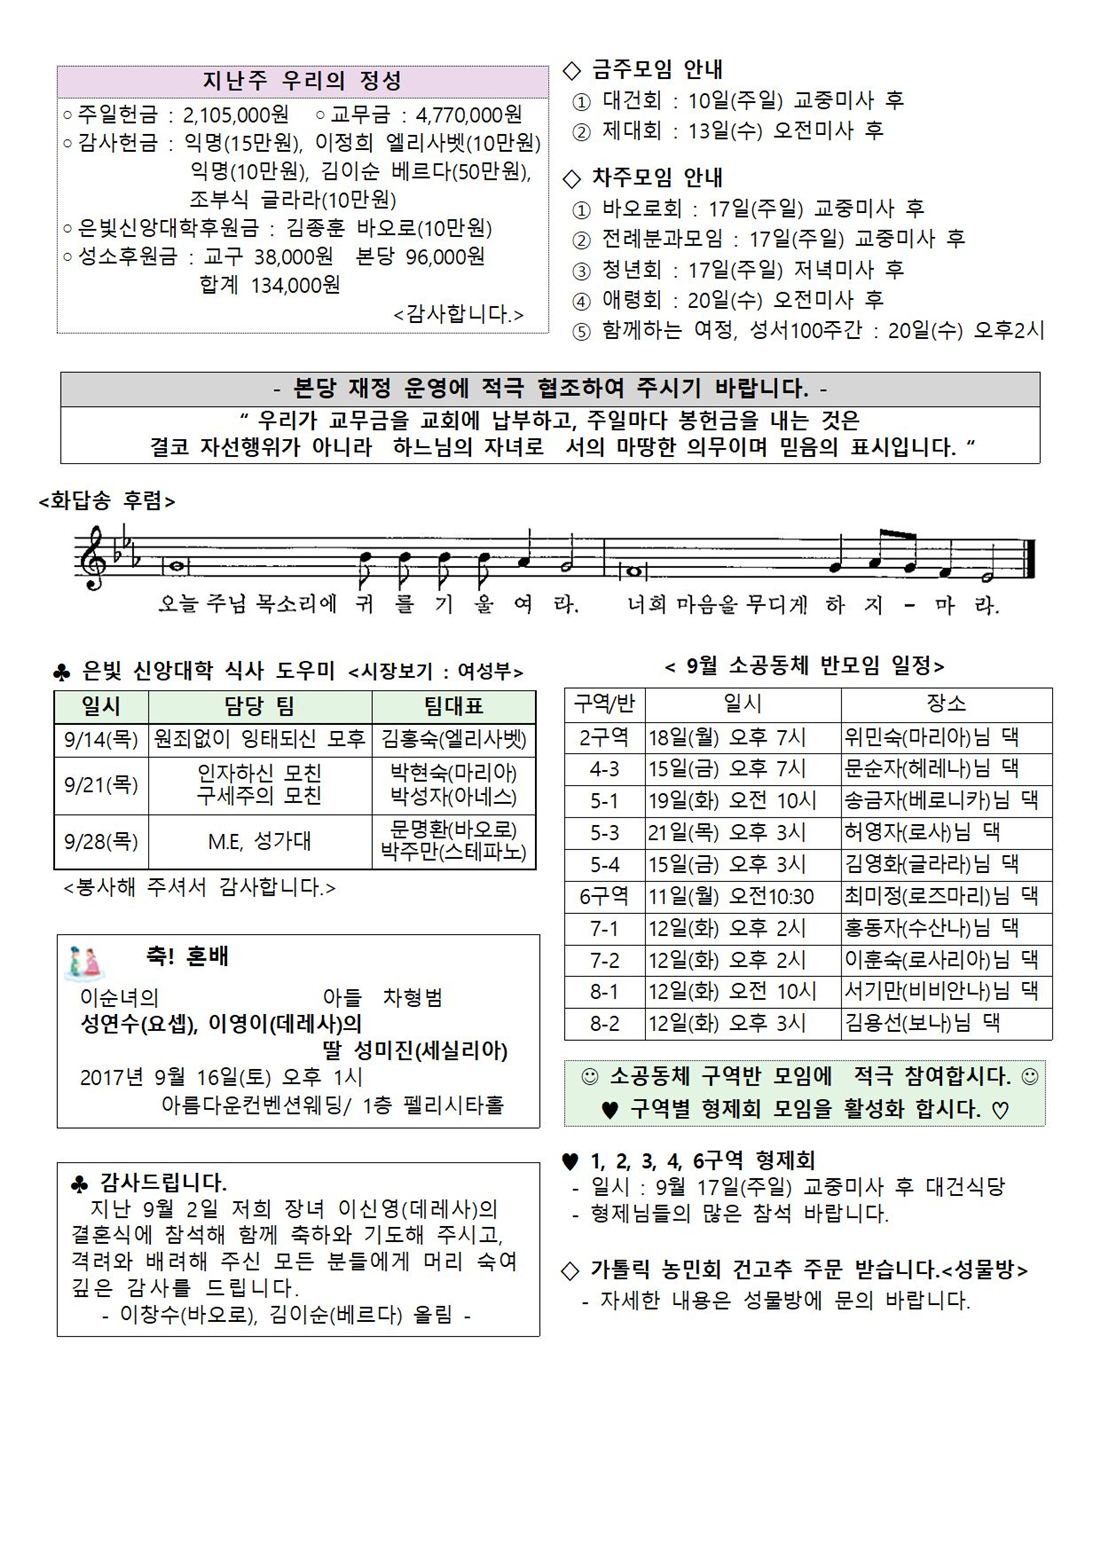 지난주 우리의 정성
○ 주일헌금 : 2,105,000원 ○ 교무금 : 4,770,000원
○ 감사헌금 : 익명(15만원), 이정희 엘리사벳(10만원)
익명(10만원), 김이순 베르다(50만원),
조부식 글라라(10만원)
○ 은빛신앙대학후원금 : 김종훈 바오로(10만원)
○ 성소후원금 : 교구 38,000원 본당 96,000원
합계 134,000원
<감사합니다.>
◇ 금주모임 안내
① 대건회 : 10일(주일) 교중미사 후
② 제대회 : 13일(수) 오전미사 후
◇ 차주모임 안내
① 바오로회 : 17일(주일) 교중미사 후
② 전례분과모임 : 17일(주일) 교중미사 후
③ 청년회 : 17일(주일) 저녁미사 후
④ 애령회 : 20일(수) 오전미사 후
⑤ 함께하는 여정, 성서100주간 : 20일(수) 오후2시
- 본당 재정 운영에 적극 협조하여 주시기 바랍니다. -
“ 우리가 교무금을 교회에 납부하고, 주일마다 봉헌금을 내는 것은
결코 자선행위가 아니라 하느님의 자녀로 서의 마땅한 의무이며 믿음의 표시입니다. “
<화답송 후렴>
오늘 주님 목소리에 귀 를 기 울 여 라. 너희 마음을 무디게 하 지 - 마 라.
♣ 은빛 신앙대학 식사 도우미 <시장보기 : 여성부>
일시 담당 팀 팀대표
9/14(목) 원죄없이 잉태되신 모후 김홍숙(엘리사벳)
9/21(목) 인자하신 모친 박현숙(마리아)
구세주의 모친 박성자(아네스)
9/28(목) M.E, 성가대 문명환(바오로)
박주만(스테파노)
<봉사해 주셔서 감사합니다.>
축! 혼배
이순녀의 아들 차형범
성연수(요셉), 이영이(데레사)의
딸 성미진(세실리아)
2017년 9월 16일(토) 오후 1시
아름다운컨벤션웨딩/ 1층 펠리시타홀
♣ 감사드립니다.
지난 9월 2일 저희 장녀 이신영(데레사)의
결혼식에 참석해 함께 축하와 기도해 주시고,
격려와 배려해 주신 모든 분들에게 머리 숙여
깊은 감사를 드립니다.
- 이창수(바오로), 김이순(베르다) 올림 -
< 9월 소공동체 반모임 일정>
구역/반 일시 장소
2구역 18일(월) 오후 7시 위민숙(마리아)님 댁
4-3 15일(금) 오후 7시 문순자(헤레나)님 댁
5-1 19일(화) 오전 10시 송금자(베로니카)님 댁
5-3 21일(목) 오후 3시 허영자(로사)님 댁
5-4 15일(금) 오후 3시 김영화(글라라)님 댁
6구역 11일(월) 오전10:30 최미정(로즈마리)님 댁
7-1 12일(화) 오후 2시 홍동자(수산나)님 댁
7-2 12일(화) 오후 2시 이훈숙(로사리아)님 댁
8-1 12일(화) 오전 10시 서기만(비비안나)님 댁
8-2 12일(화) 오후 3시 김용선(보나)님 댁
☺ 소공동체 구역반 모임에 적극 참여합시다. ☺
♥ 구역별 형제회 모임을 활성화 합시다. ♡
♥ 1, 2, 3, 4, 6구역 형제회
- 일시 : 9월 17일(주일) 교중미사 후 대건식당
- 형제님들의 많은 참석 바랍니다.
◇ 가톨릭 농민회 건고추 주문 받습니다.<성물방>
- 자세한 내용은 성물방에 문의 바랍니다.